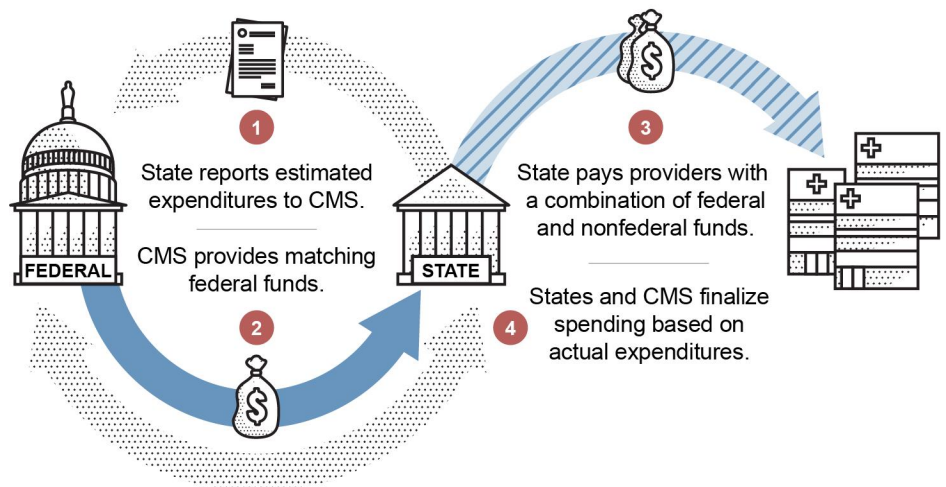 1
State reports estimated
expenditures to CMS.
CMS provides matching
federal funds.
2
FEDERAL
STATE
$
$
3
State pays providers with
a combination of federal
and nonfederal funds.
4
States and CMS finalize
spending based on
actual expenditures.